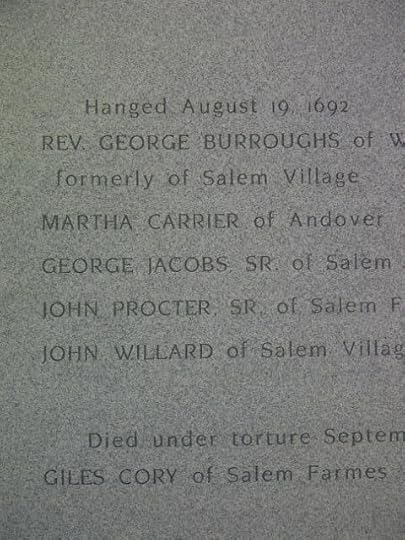 Hanged August 19, 1692
REV. GEORGE BURROUGHS of W
formerly of Salem Village
MARTHA CARRIER of Andover
GEORGE JACOBS, SR. of Salem
JOHN PROCTER, SR. of Salem F
JOHN WILLARD of Salem Villag
Died under torture Septem
GILES CORY of Salem Farmes